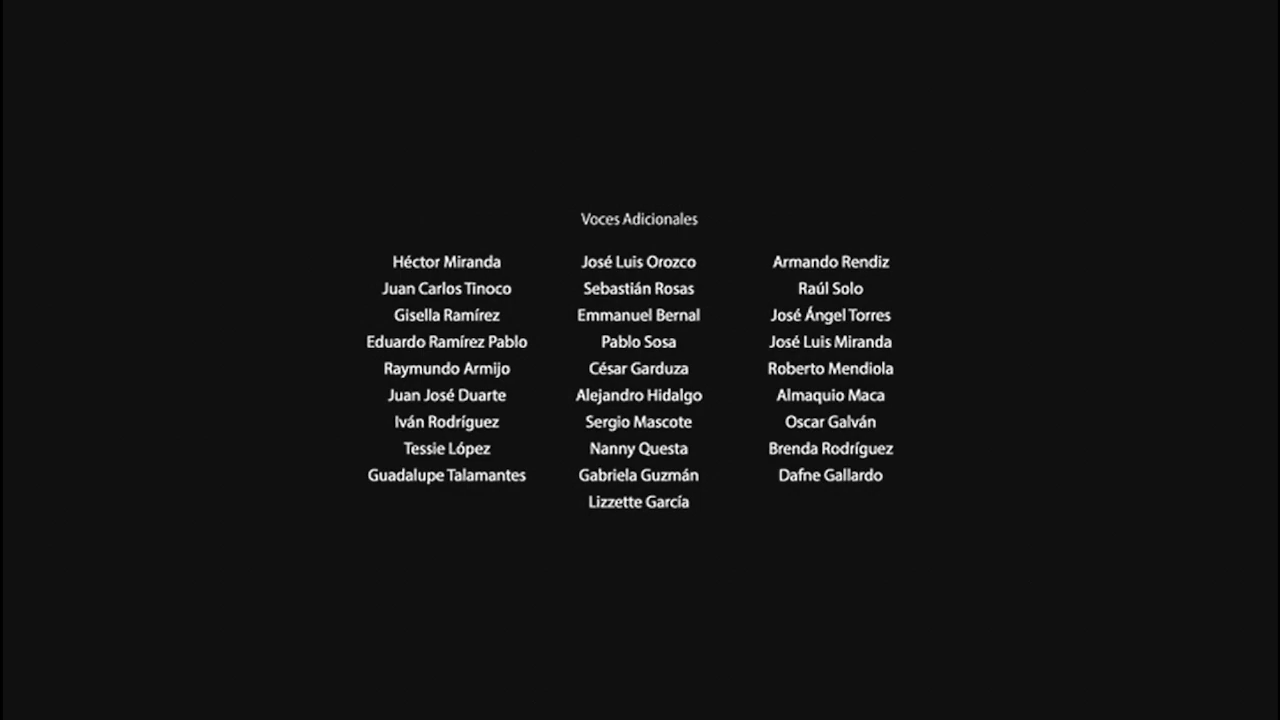 Voces Adicionales
Héctor Miranda José Luis Orozco Armando Rendiz
Juan Carlos Tinoco Sebastián Rosas Raúl Solo
Gisella Ramírez Emmanuel Bernal José Ángel Torres
Eduardo Ramírez Pablo Pablo Sosa José Luis Miranda
Raymundo Armijo César Garduza Roberto Mendiola
Juan José Duarte Alejandro Hidalgo Almaquio Maca
Iván Rodríguez Sergio Mascote Oscar Galván
Tessie López Nanny Questa Brenda Rodríguez
Guadalupe Talamantes Gabriela Guzmán Dafne Gallardo
Lizzette García